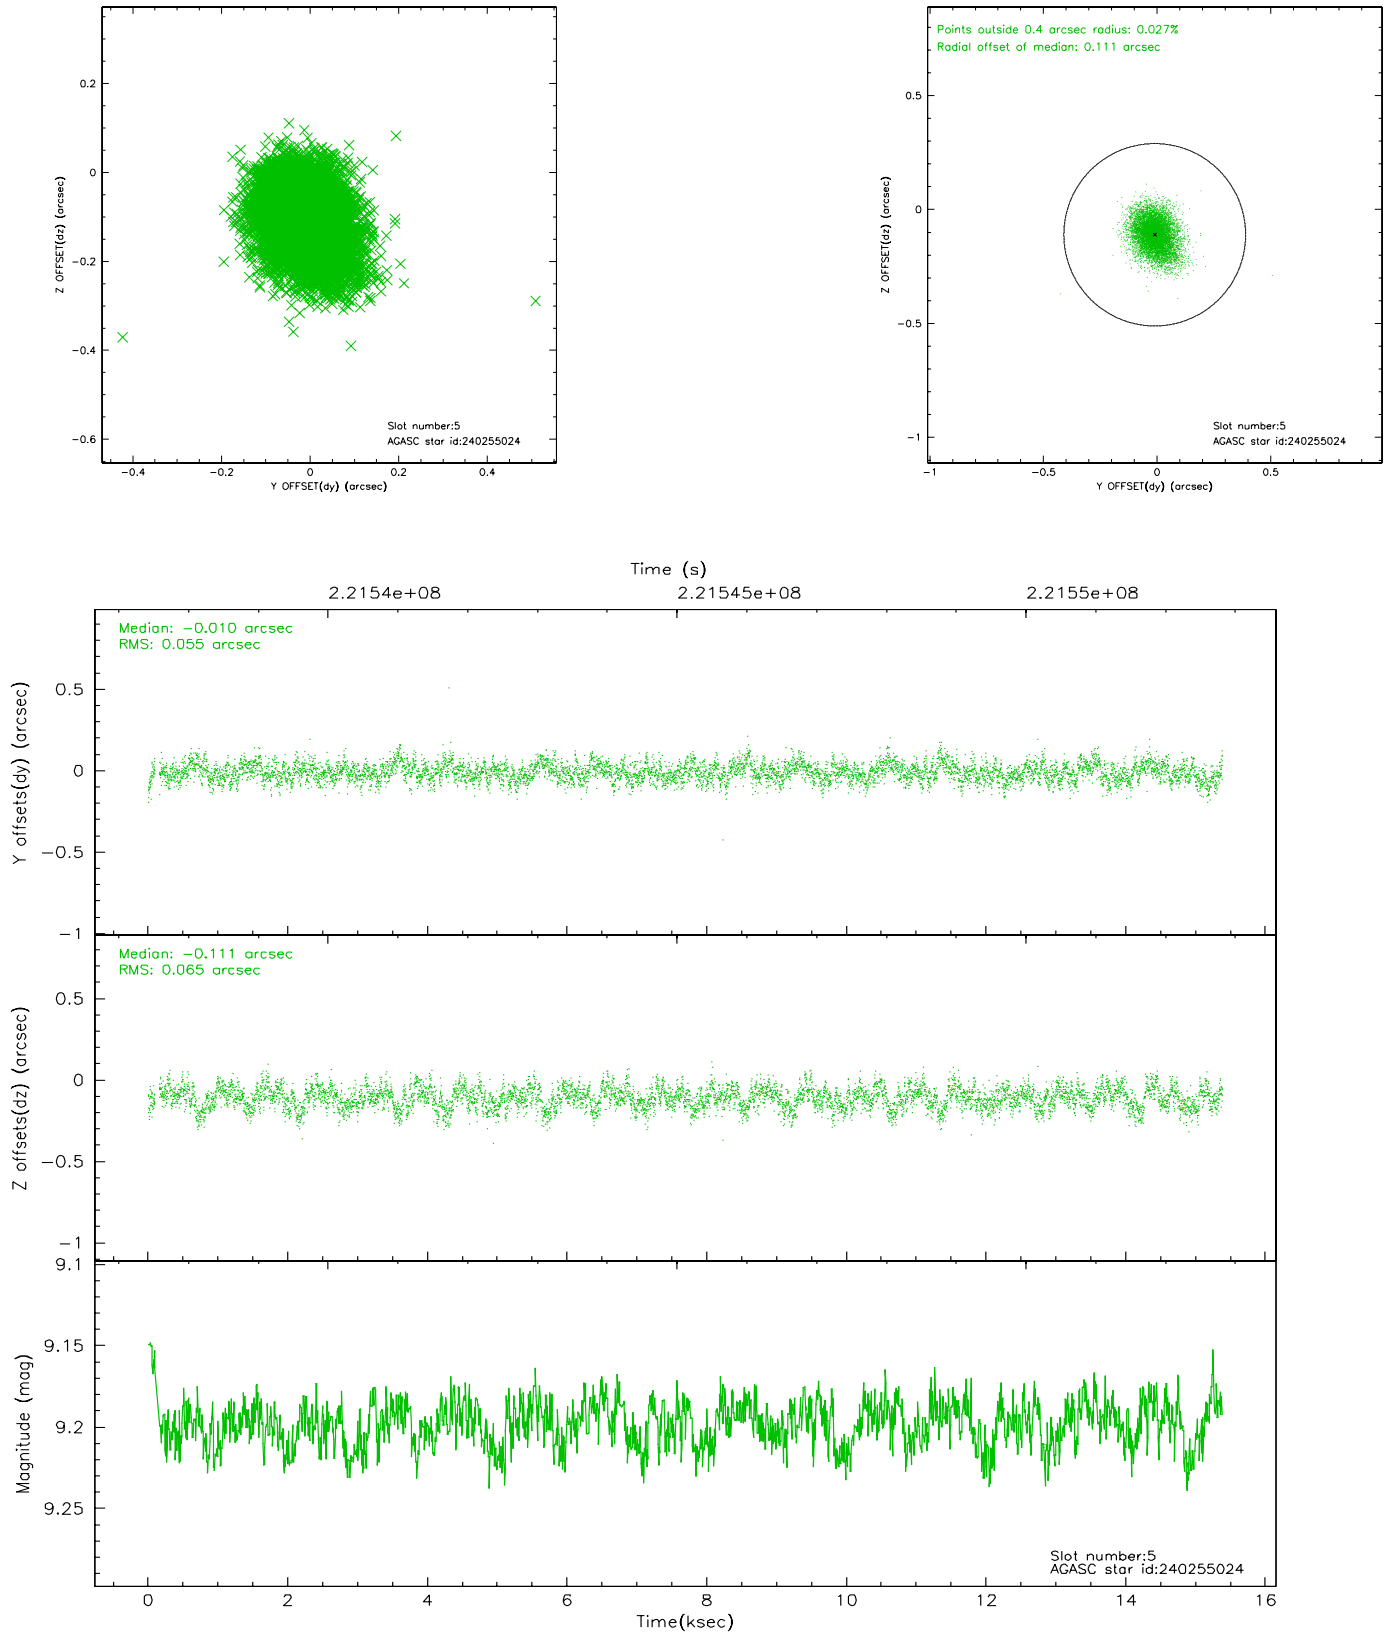 0.2
0
−0.2
−0.4
−0.6
Z OFFSET(dz) (arcsec)
Slot number:5
AGASC star id:240255024
−0.4
−0.2
0
0.2
0.4
Y OFFSET(dy) (arcsec)
Points outside 0.4 arcsec radius: 0.027%
Radial offset of median: 0.111 arcsec
0.5
0
−0.5
−1
Z OFFSET(dz) (arcsec)
Slot number:5
AGASC star id:240255024
−1
−0.5
0
0.5
Y OFFSET(dy) (arcsec)
Time (s)
2.2154e+08
2.21545e+08
2.2155e+08
Median: −0.010 arcsec
RMS: 0.055 arcsec
0.5
0
−0.5
−1
Y offsets(dy) (arcsec)
Median: −0.111 arcsec
RMS: 0.065 arcsec
0.5
0
−0.5
−1
Z offsets(dz) (arcsec)
9.1
9.15
9.2
9.25
Magnitude (mag)
Slot number:5
AGASC star id:240255024
0
2
4
6
8
10
12
14
16
Time(ksec)